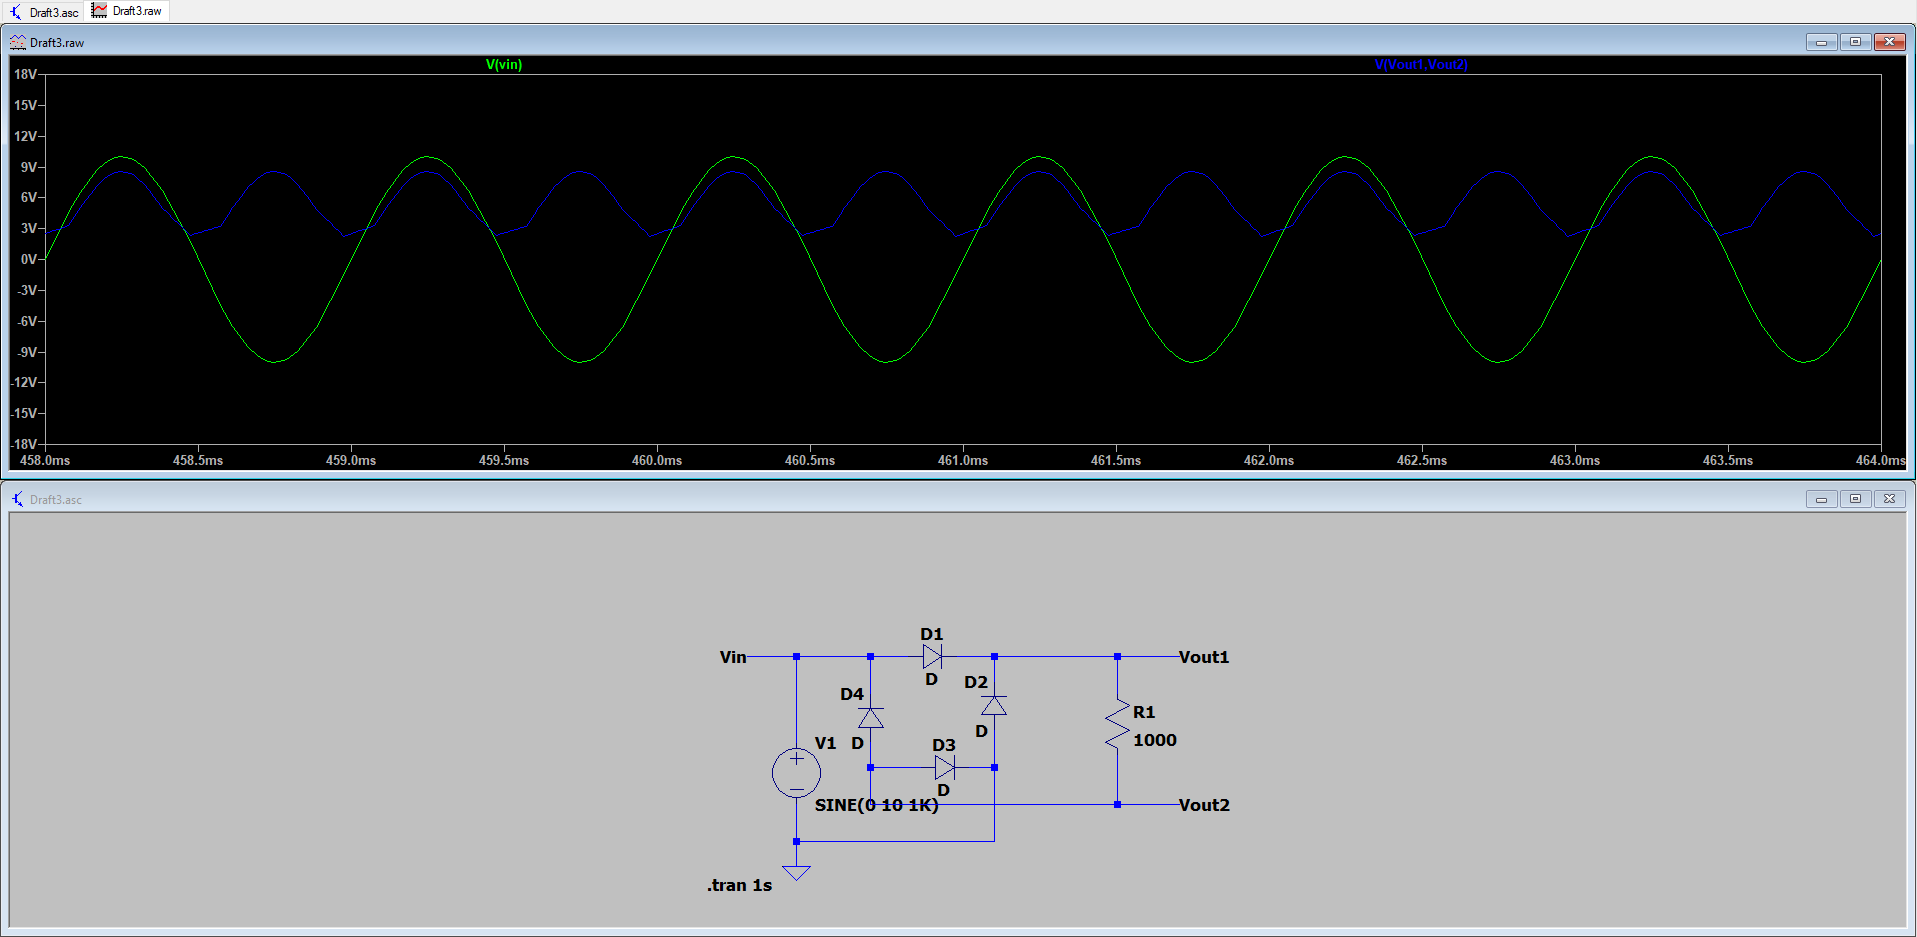 Draft3.asc Draft3.raw
Draft3.raw
V(vin) V(Vout1,Vout2)
18V
15V
12V
9V
6V
3V
0V
-3V
-6V
-9V
-12V
-15V
-18V
458.0ms 458.5ms 459.0ms 459.5ms 460.0ms 460.5ms 461.0ms 461.5ms 462.0ms 462.5ms 463.0ms 463.5ms 464.0ms
Draft3.asc
D1
Vin Vout1
D
D2
D4
R1
D
V1 D
D3
1000
D
SINE(0 10 1K) Vout2
.tran 1s